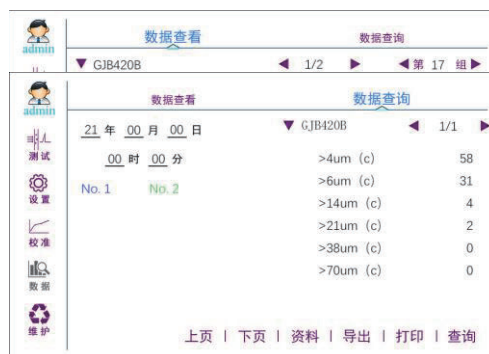 数据查看 数据查询
admin
▼ GJB420B ◀ 1/2 ▶ ◀ 第 17 组 ▶
数据查看 数据查询
admin
21 年 00 月 00 日 ▼ GJB420B ◀ 1/1 ▶
00 时 00 分
No. 1 No. 2
>4um (c) 58
>6um (c) 31
>14um (c) 4
>21um (c) 2
>38um (c) 0
>70um (c) 0
测试
设置
校准
数据
维护
上页 | 下页 | 资料 | 导出 | 打印 | 查询